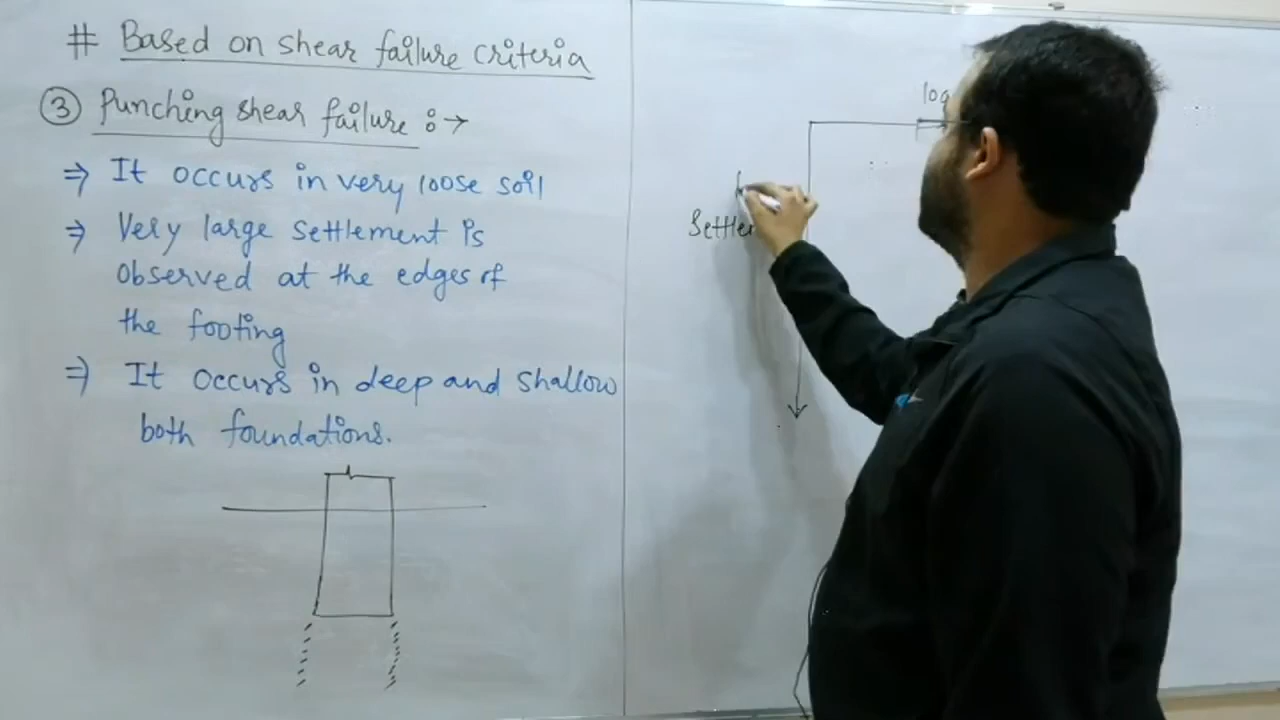 # Based on shear failure criteria
③ Punching shear failure :→
⇒ It occurs in very loose soil
⇒ Very large settlement is
observed at the edges of
the footing
⇒ It occurs in deep and shallow
both foundations.